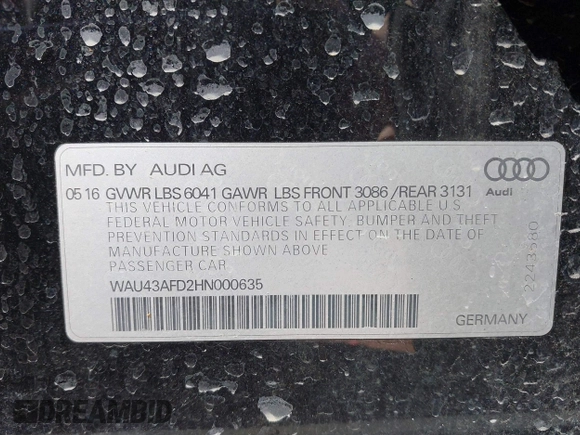 MFD. BY AUDI AG
05 16 GVWR LBS 6041 GAWR LBS FRONT 3086 /REAR 3131
Audi
THIS VEHICLE CONFORMS TO ALL APPLICABLE U.S
FEDERAL MOTOR VEHICLE SAFETY, BUMPER AND THEFT
PREVENTION STANDARDS IN EFFECT ON THE DATE OF
MANUFACTURE SHOWN ABOVE
PASSENGER CAR
WAU43AFD2HN000635
GERMANY
DREAMBID